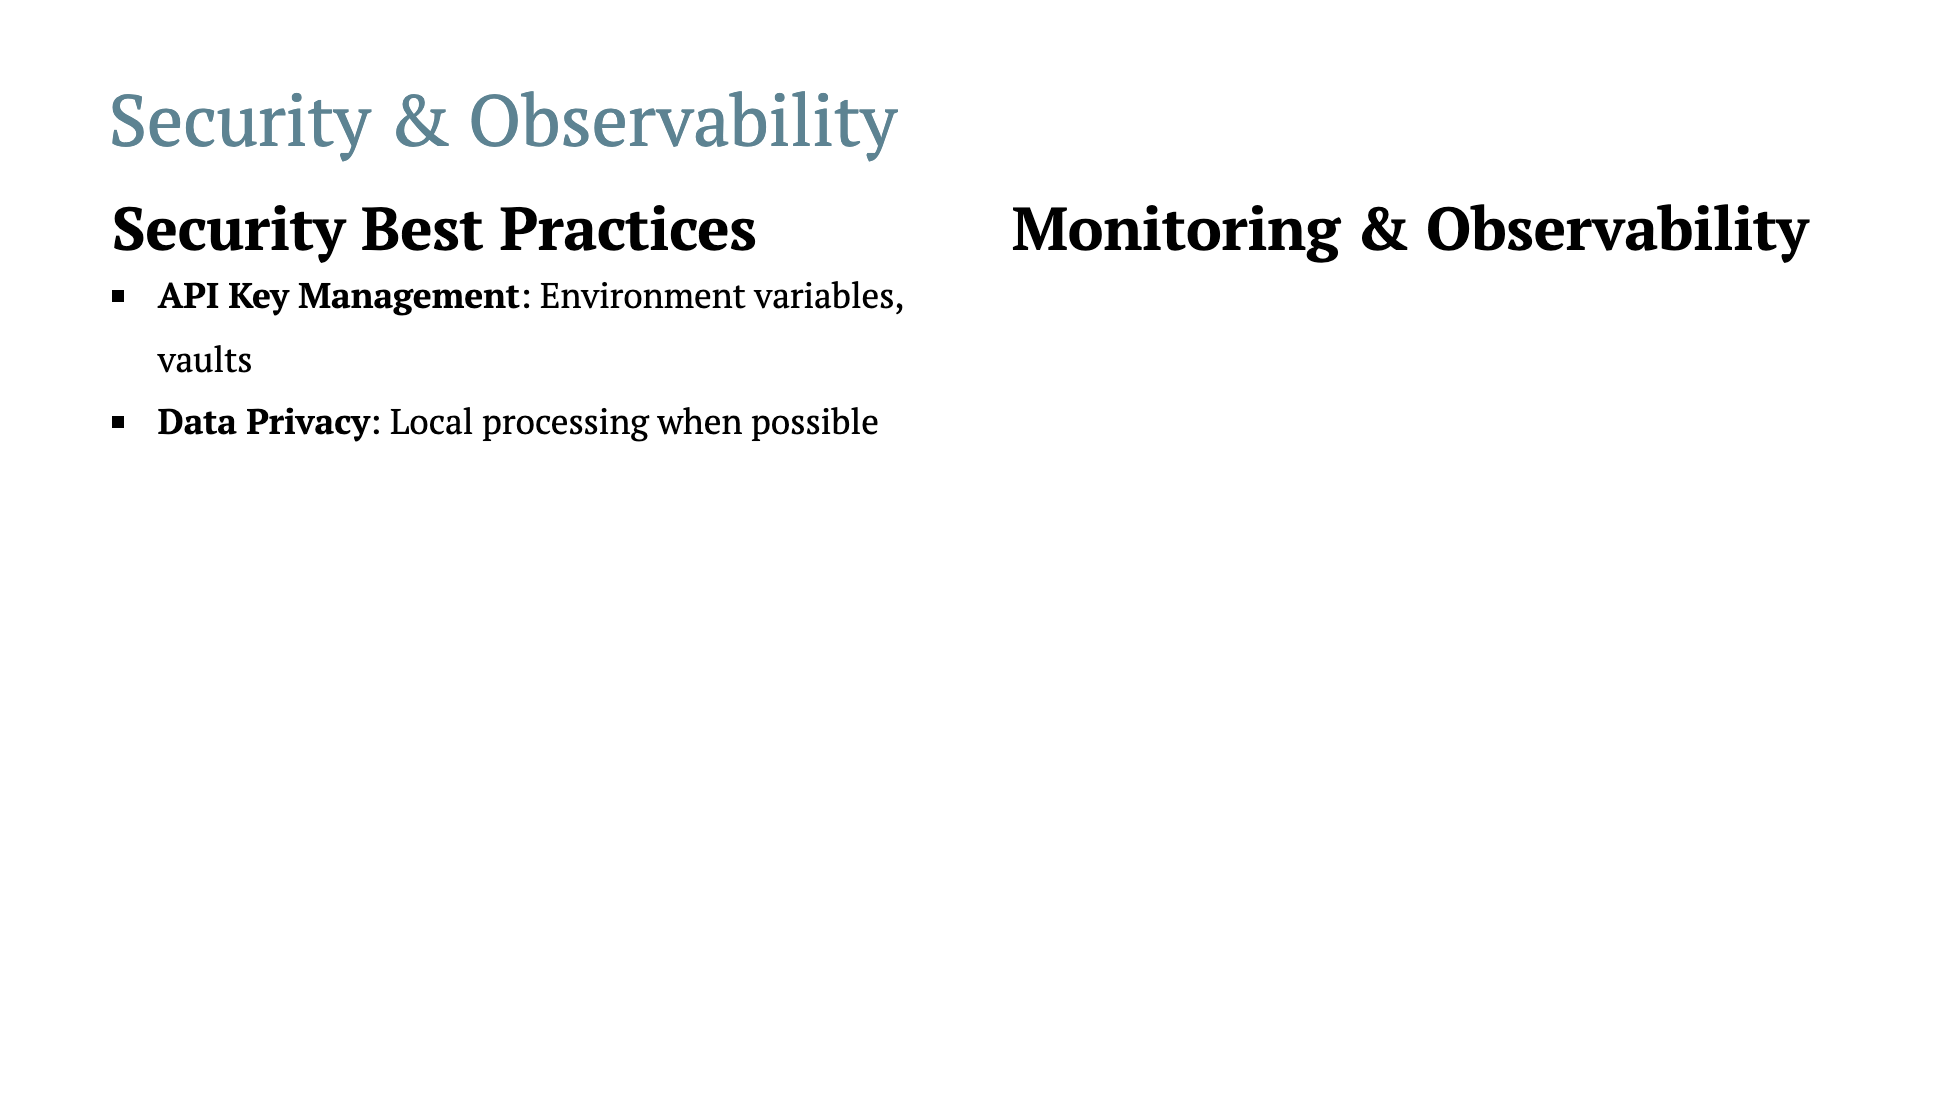 Security & Observability
Security Best Practices
▪ API Key Management: Environment variables,
vaults
▪ Data Privacy: Local processing when possible
Monitoring & Observability